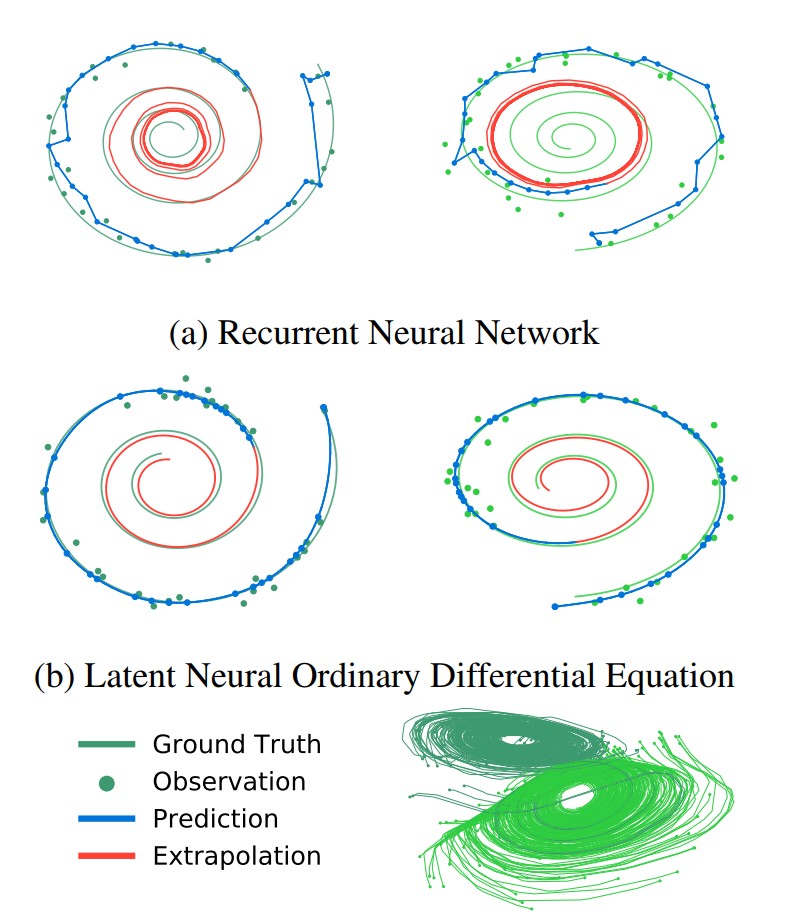 (a) Recurrent Neural Network
(b) Latent Neural Ordinary Differential Equation
Ground Truth
Observation
Prediction
Extrapolation